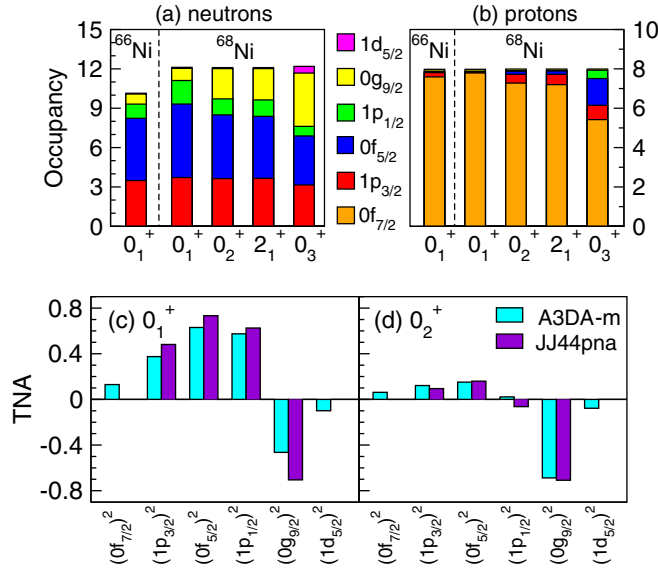 (a) neutrons
(b) protons
⁶⁶Ni ⁶⁸Ni
⁶⁶Ni ⁶⁸Ni
Occupancy
15
12
9
6
3
0
0₁⁺ 0₁⁺ 0₂⁺ 2₁⁺ 0₃⁺
1d₅/₂
0g₉/₂
1p₁/₂
0f₅/₂
1p₃/₂
0f₇/₂
10
8
6
4
2
0
0₁⁺ 0₁⁺ 0₂⁺ 2₁⁺ 0₃⁺
TNA
0.8
0.4
0
-0.4
-0.8
(c) 0₁⁺
(d) 0₂⁺
A3DA-m
JJ44pna
(0f₇/₂)²
(1p₃/₂)²
(0f₅/₂)²
(1p₁/₂)²
(0g₉/₂)²
(1d₅/₂)²
(0f₇/₂)²
(1p₃/₂)²
(0f₅/₂)²
(1p₁/₂)²
(0g₉/₂)²
(1d₅/₂)²